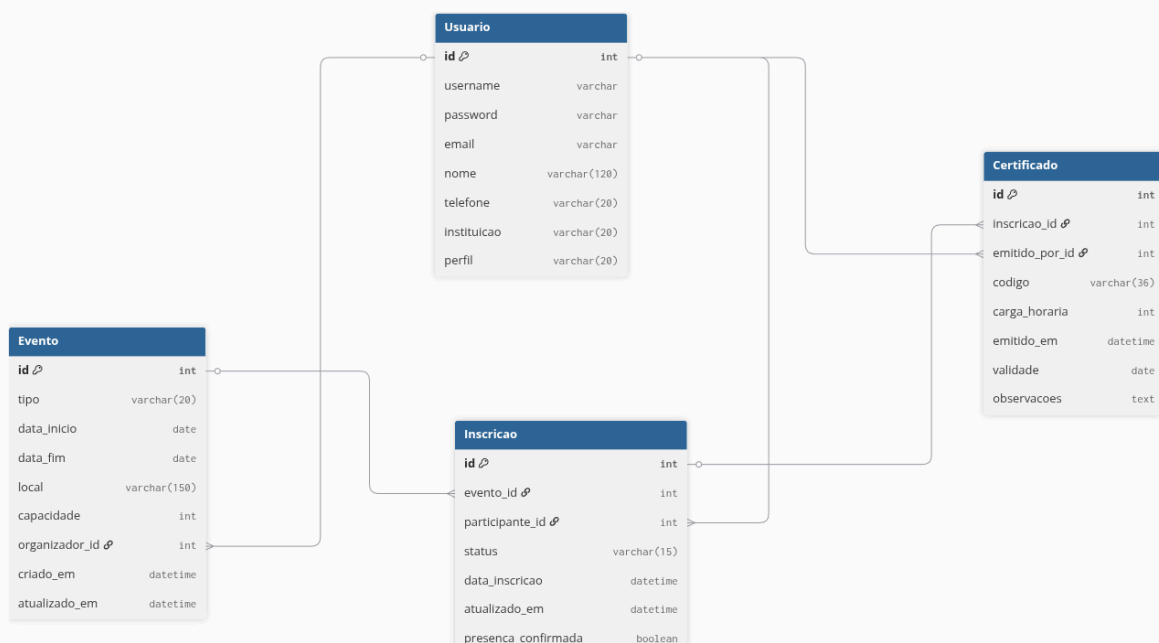 Usuario
id int
username varchar
password varchar
email varchar
nome varchar(120)
telefone varchar(20)
instituicao varchar(20)
perfil varchar(20)
Certificado
id int
inscricao_id int
emitido_por_id int
codigo varchar(36)
carga_horaria int
emitido_em datetime
validade date
observacoes text
Evento
id int
tipo varchar(20)
data_inicio date
data_fim date
local varchar(150)
capacidade int
organizador_id int
criado_em datetime
atualizado_em datetime
Inscricao
id int
evento_id int
participante_id int
status varchar(15)
data_inscricao datetime
atualizado_em datetime
presenca_confirmada boolean